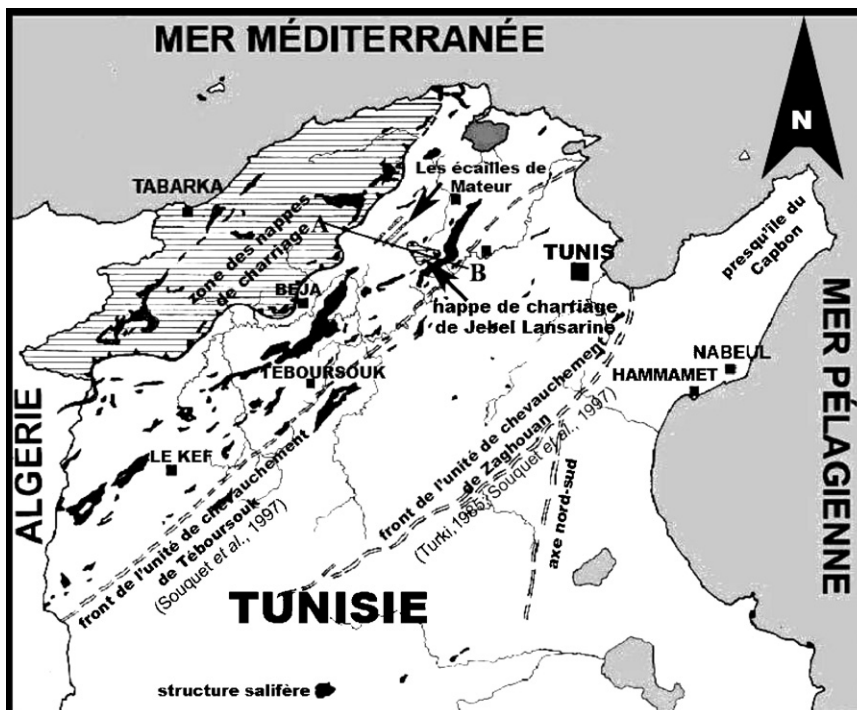 MER MÉDITERRANÉE
N
Les écailles de
Mateur
TABARKA
A
zone des nappes
de charriage
TUNIS
presqu'ile du
Capbon
B
BEJA
nappe de charriage
de Jebel Lansarine
MER PÉLAGIENNE
NABEUL
HAMMAMET
TÉBOURSOUK
ALGERIE
LE KEF
front de l'unité de chevauchement
de Zaghouan
(Turki,1985; Souquet et al., 1997)
front de l'unité de chevauchement
de Téboursouk
(Souquet et al., 1997)
axe nord-sud
TUNISIE
structure salifère